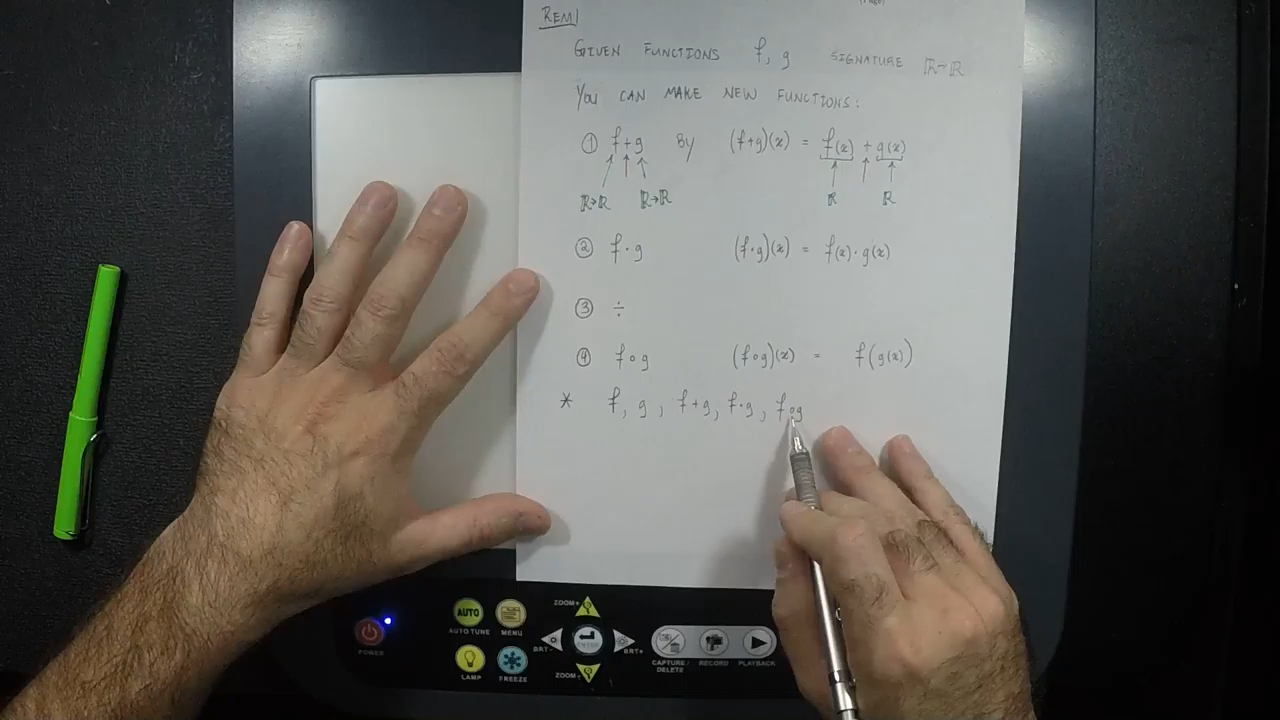 REM
GIVEN FUNCTIONS f, g SIGNATURE ℝ→ℝ
YOU CAN MAKE NEW FUNCTIONS:
① f+g BY (f+g)(x) = f(x) + g(x)
ℝ→ℝ ℝ→ℝ ℝ ℝ
② f·g (f·g)(x) = f(x)·g(x)
③ ÷
④ f∘g (f∘g)(x) = f(g(x))
* f, g, f+g, f·g, f∘g
POWER
AUTO
AUTO TUNE
MENU
LAMP
FREEZE
ZOOM+
BRT-
BRT+
ZOOM-
CAPTURE/
DELETE
RECORD
PLAYBACK